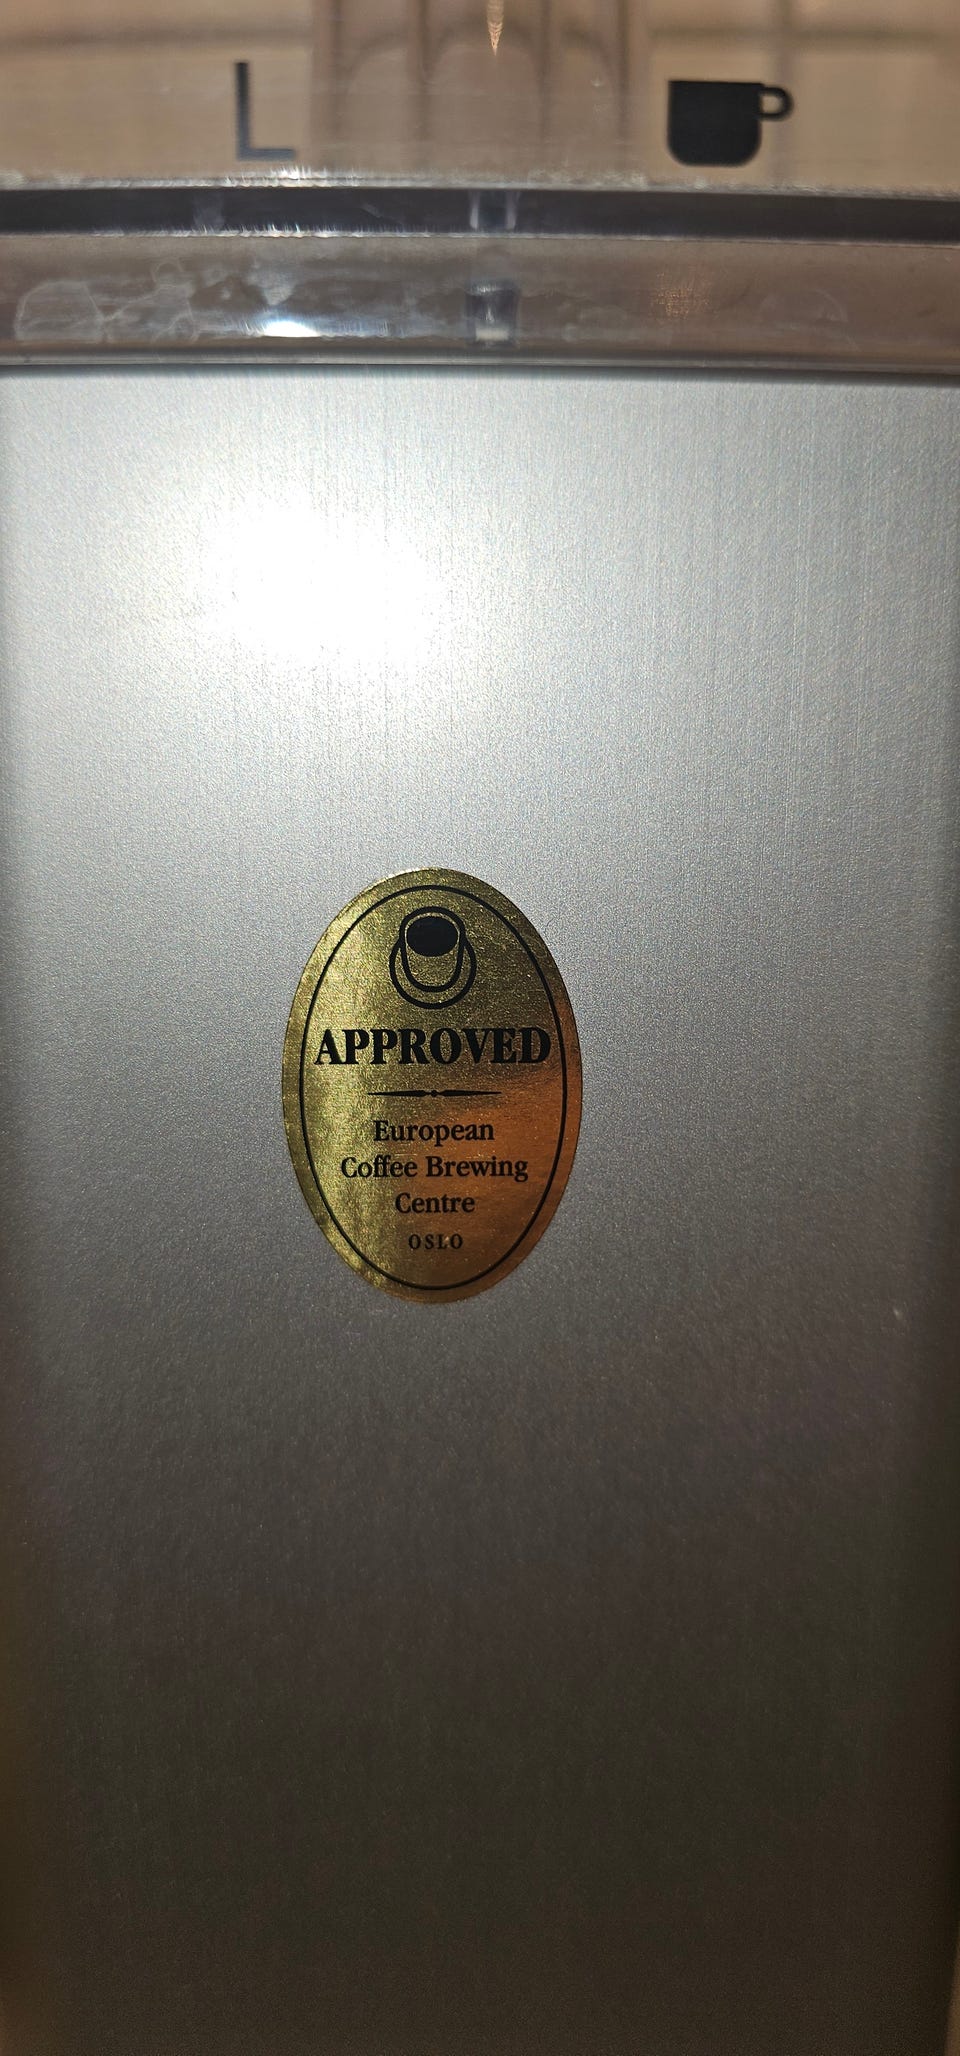 L
APPROVED
European
Coffee Brewing
Centre
OSLO